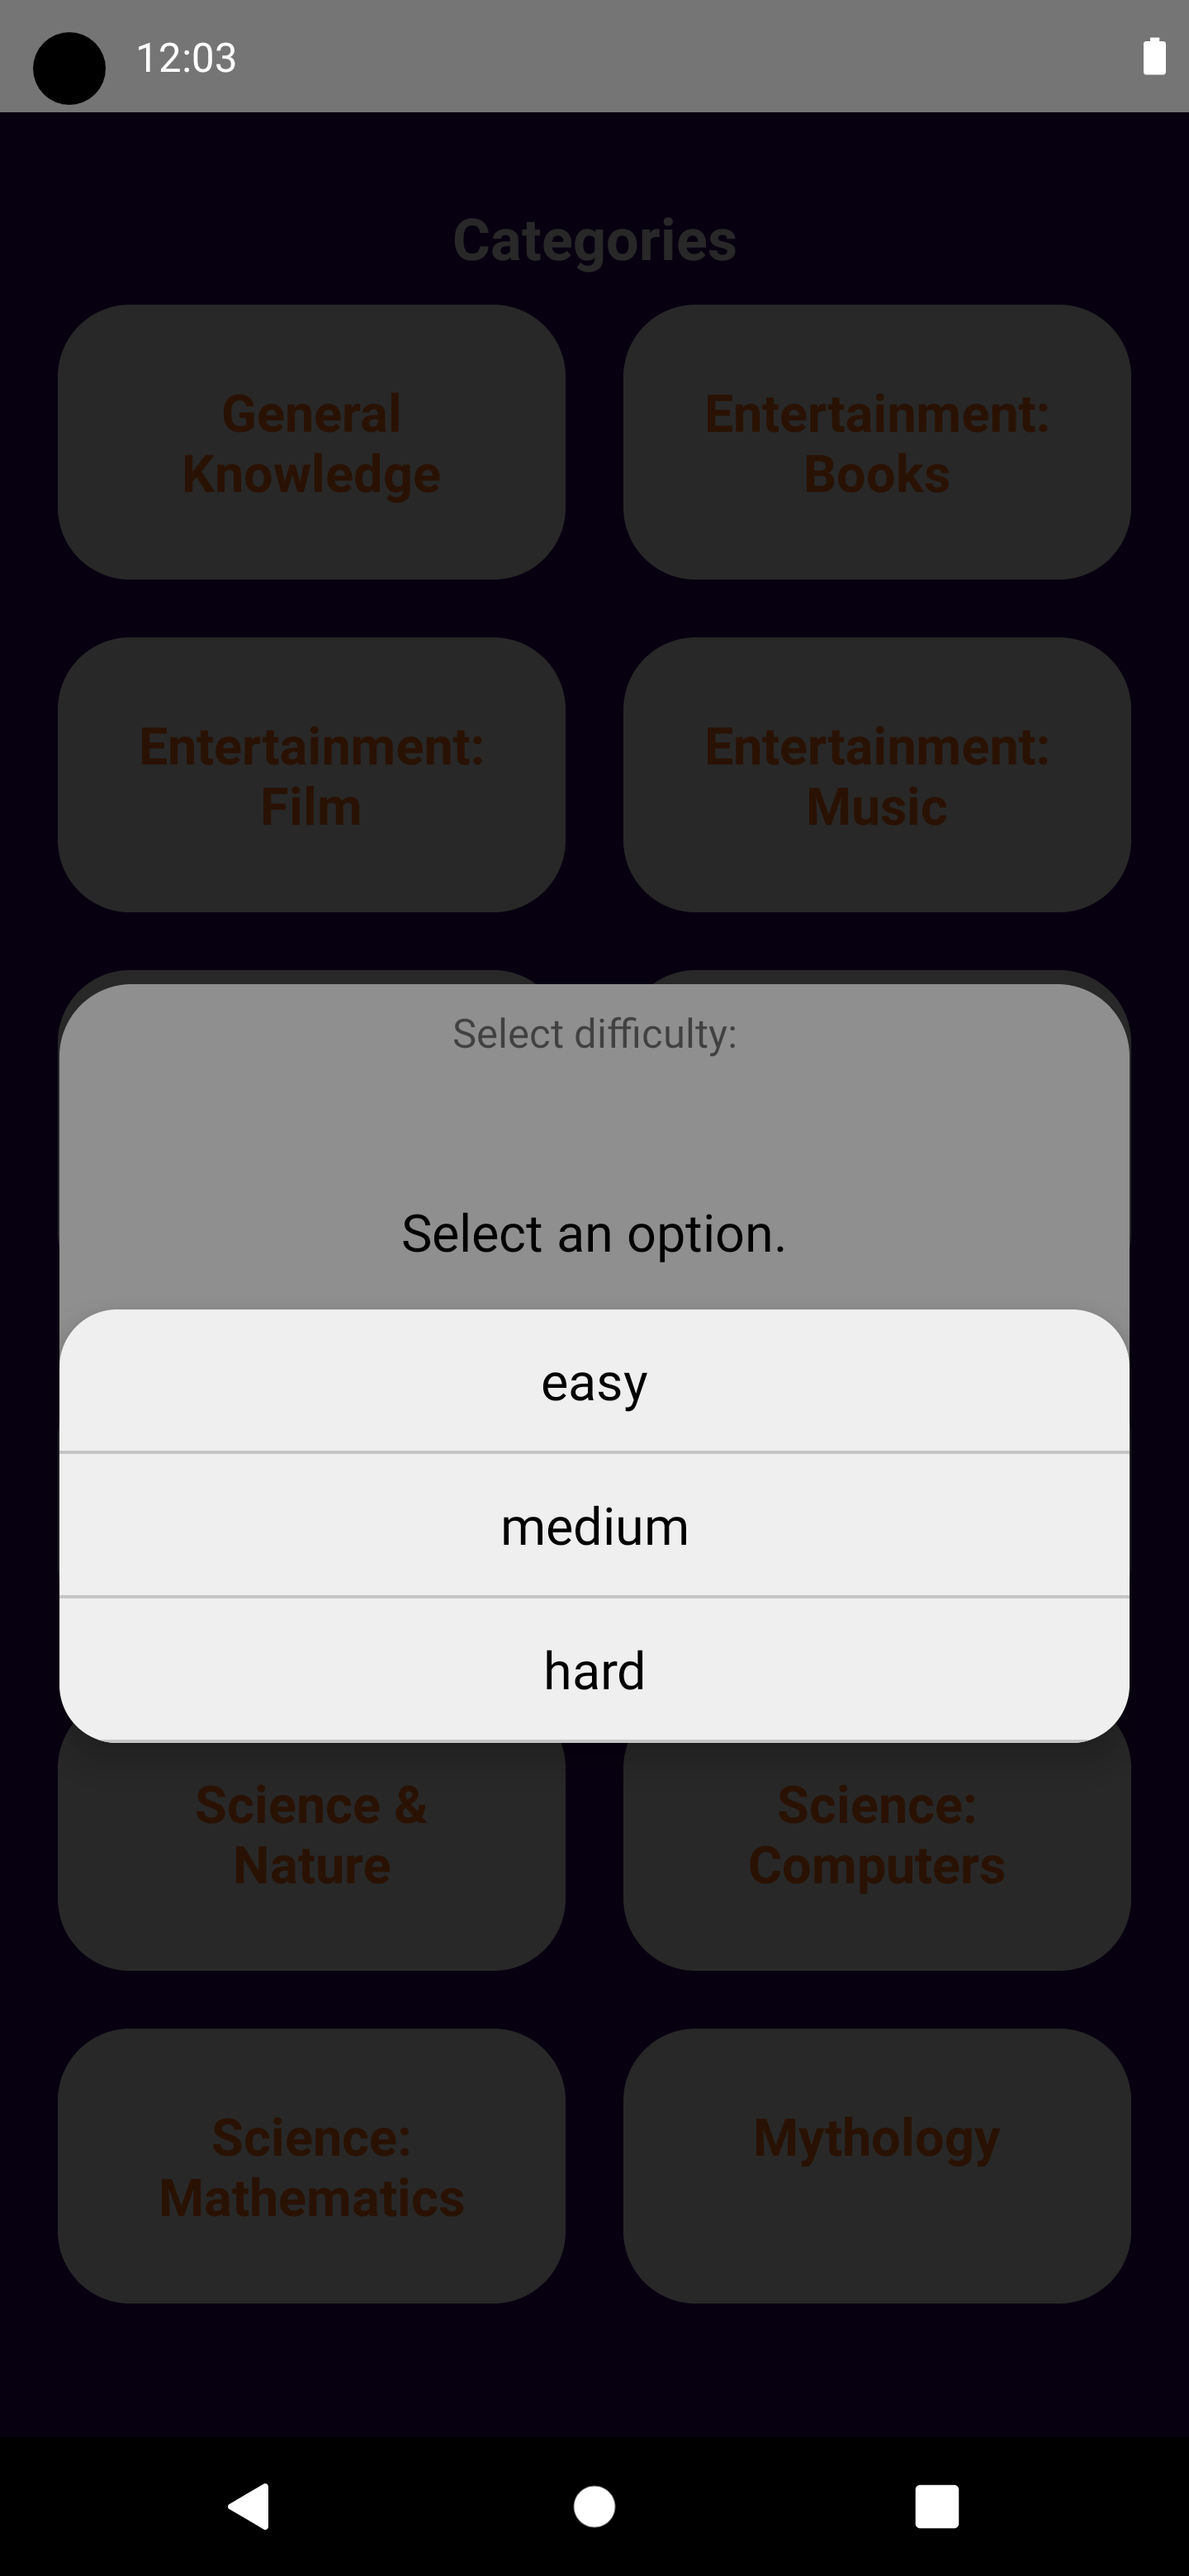 12:03
Categories
General
Knowledge
Entertainment:
Books
Entertainment:
Film
Entertainment:
Music
Select difficulty:
Select an option.
easy
medium
hard
Science &
Nature
Science:
Computers
Science:
Mathematics
Mythology